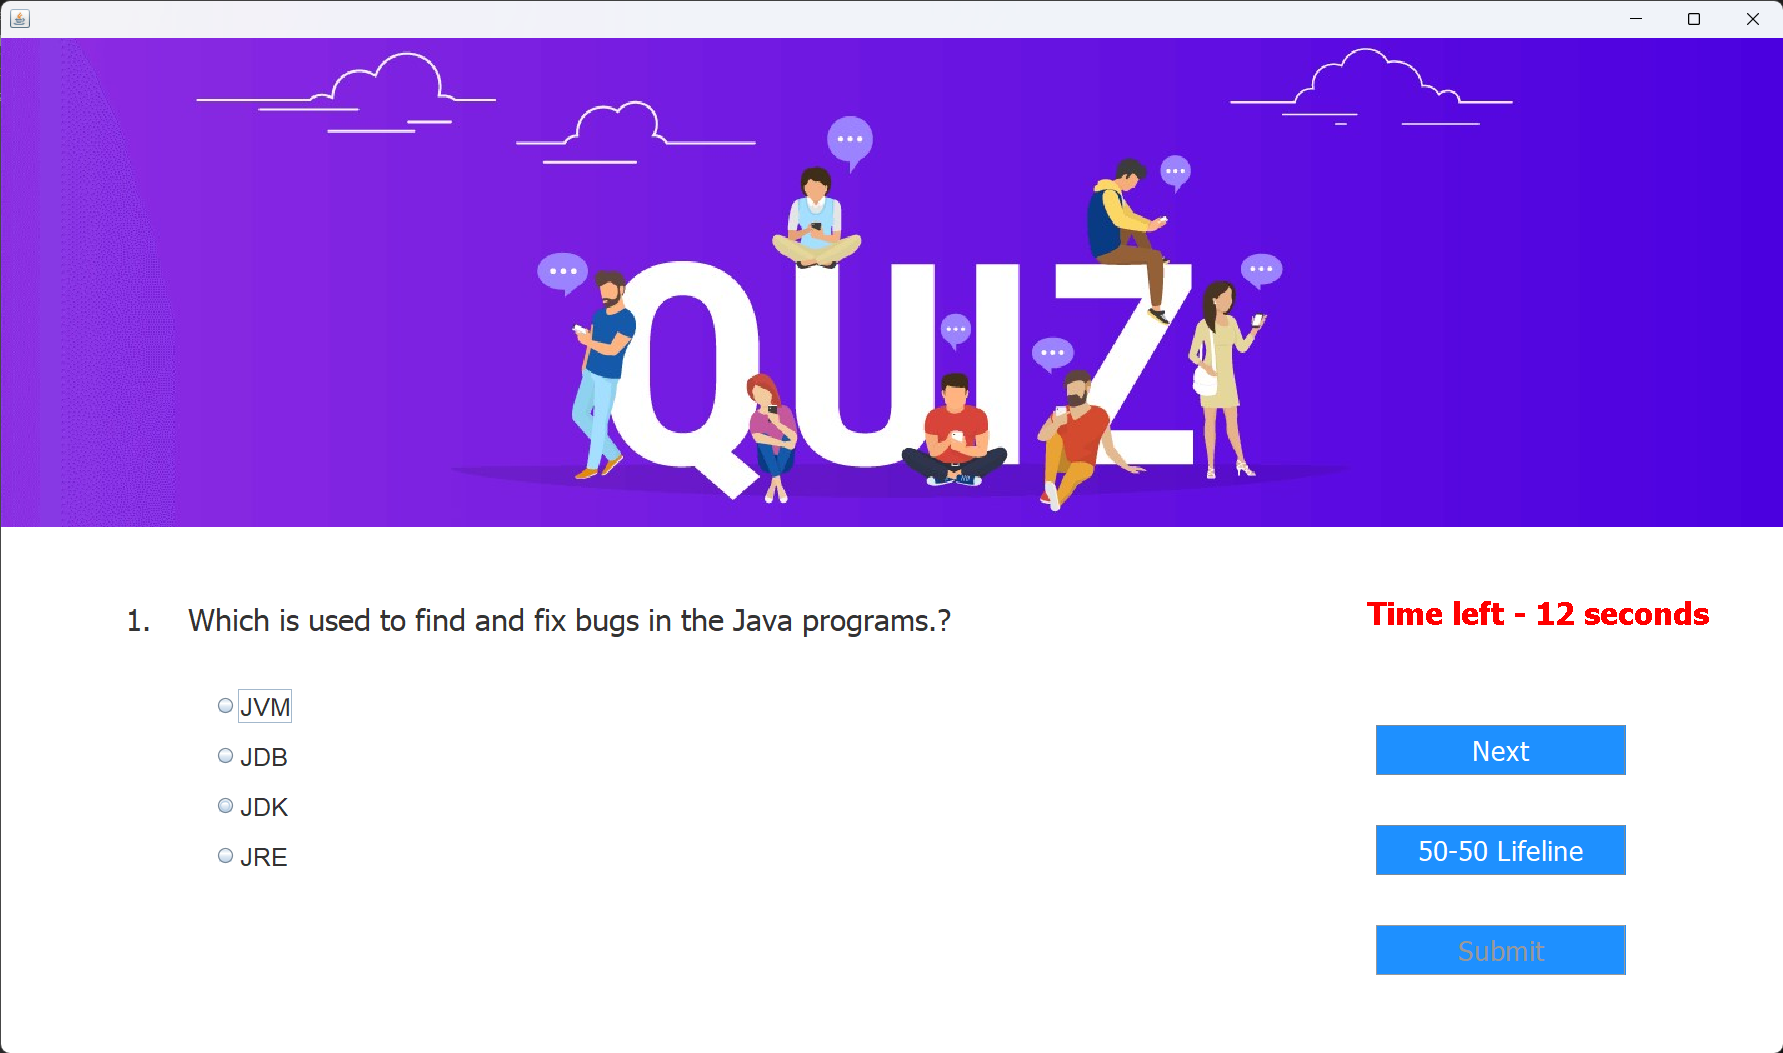 QUIZ
1. Which is used to find and fix bugs in the Java programs.?
Time left - 12 seconds
JVM
JDB
JDK
JRE
Next
50-50 Lifeline
Submit